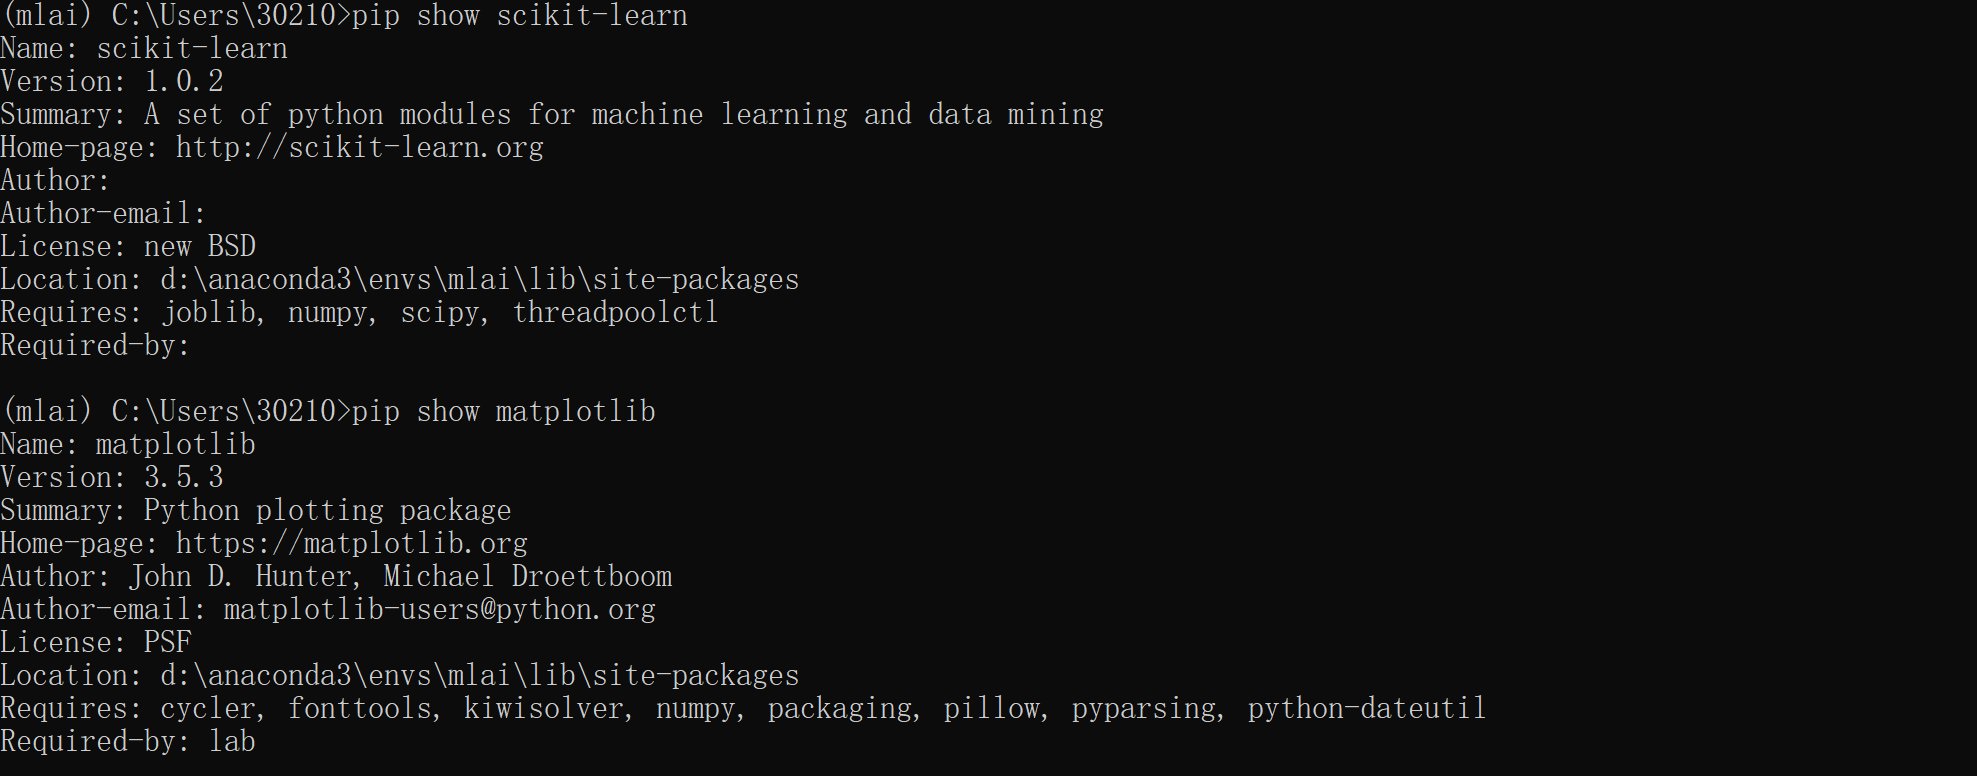 (mlai) C:\Users\30210>pip show scikit-learn
Name: scikit-learn
Version: 1.0.2
Summary: A set of python modules for machine learning and data mining
Home-page: http://scikit-learn.org
Author:
Author-email:
License: new BSD
Location: d:\anaconda3\envs\mlai\lib\site-packages
Requires: joblib, numpy, scipy, threadpoolctl
Required-by:
(mlai) C:\Users\30210>pip show matplotlib
Name: matplotlib
Version: 3.5.3
Summary: Python plotting package
Home-page: https://matplotlib.org
Author: John D. Hunter, Michael Droettboom
Author-email: matplotlib-users@python.org
License: PSF
Location: d:\anaconda3\envs\mlai\lib\site-packages
Requires: cycler, fonttools, kiwisolver, numpy, packaging, pillow, pyparsing, python-dateutil
Required-by: lab